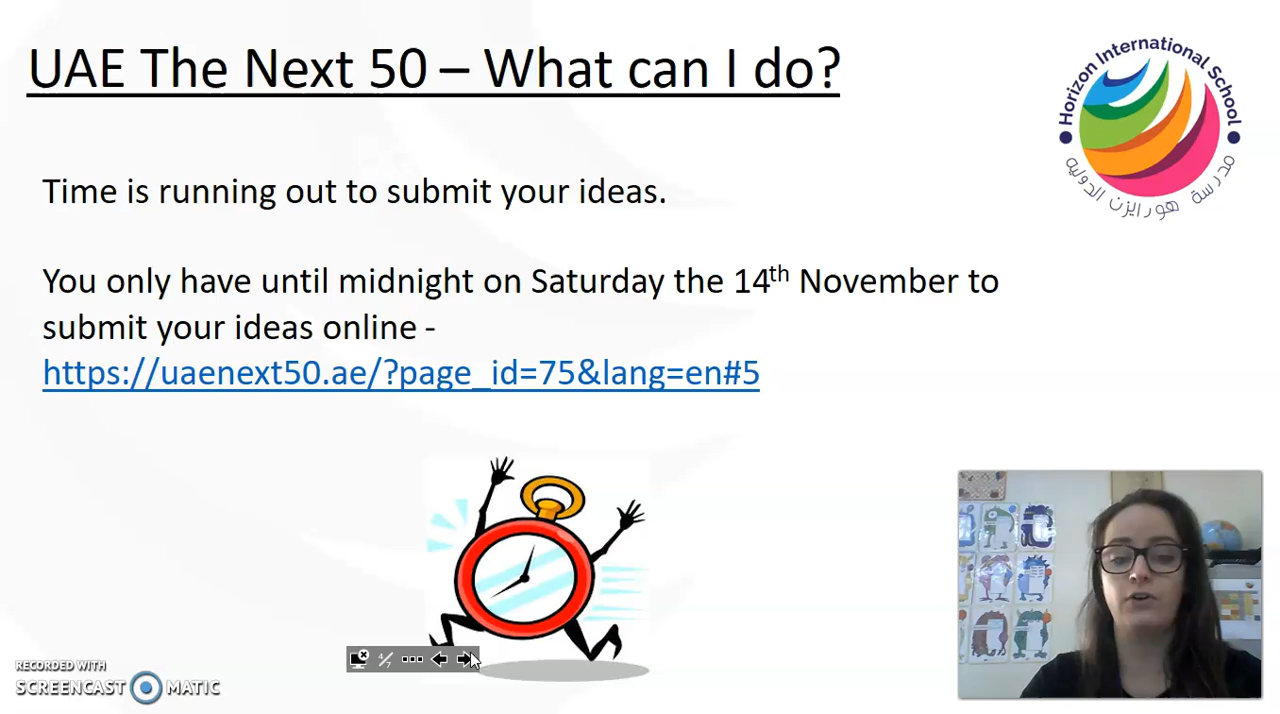 UAE The Next 50 – What can I do?
Horizon International School
مدرسة هورايزن الدولية
Time is running out to submit your ideas.
You only have until midnight on Saturday the 14th November to
submit your ideas online -
https://uaenext50.ae/?page_id=75&lang=en#5
RECORDED WITH
SCREENCAST MATIC